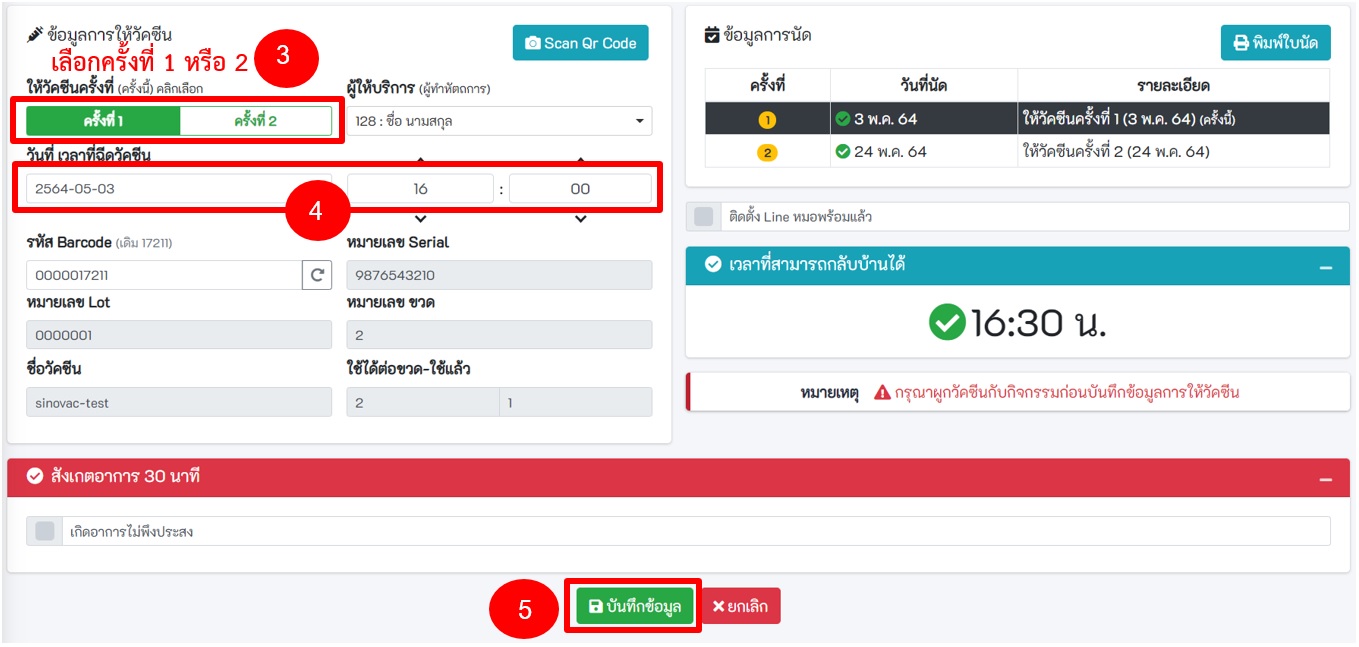 ข้อมูลการให้วัคซีน
Scan Qr Code
เลือกครั้งที่ 1 หรือ 2
3
ให้วัคซีนครั้งที่ (ครั้งนี้) คลิกเลือก
ผู้ให้บริการ (ผู้ทำหัตถการ)
ครั้งที่ 1
ครั้งที่ 2
128 : ชื่อ นามสกุล
วันที่ เวลาที่ฉีดวัคซีน
2564-05-03
16 : 00
4
รหัส Barcode (เดิม 17211)
หมายเลข Serial
0000017211
9876543210
หมายเลข Lot
หมายเลข ขวด
0000001
2
ชื่อวัคซีน
ใช้ได้ต่อขวด-ใช้แล้ว
sinovac-test
2
1
ข้อมูลการนัด
พิมพ์ใบนัด
ครั้งที่ วันที่นัด รายละเอียด
1 3 พ.ค. 64 ให้วัคซีนครั้งที่ 1 (3 พ.ค. 64) (ครั้งนี้)
2 24 พ.ค. 64 ให้วัคซีนครั้งที่ 2 (24 พ.ค. 64)
ติดตั้ง Line หมอพร้อมแล้ว
เวลาที่สามารถกลับบ้านได้
16:30 น.
หมายเหตุ กรุณาผูกวัคซีนกับกิจกรรมก่อนบันทึกข้อมูลการให้วัคซีน
สังเกตอาการ 30 นาที
เกิดอาการไม่พึงประสง
5
บันทึกข้อมูล
ยกเลิก